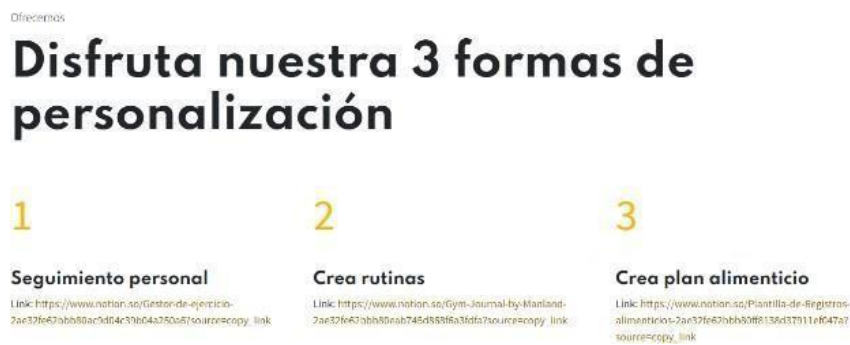 Ofrecemos
Disfruta nuestra 3 formas de
personalización
1
2
3
Seguimiento personal
Link: https://www.notion.so/Gestor-de-ejercicio-
Crea rutinas
Link: https://www.notion.so/Gym-Journal-by-Manland-
Crea plan alimenticio
Link: https://www.notion.so/Plantilla-de-Registros-
alimenticios-2ae32fe62bbb80ff8138d37911ef047a?
source=copy_link